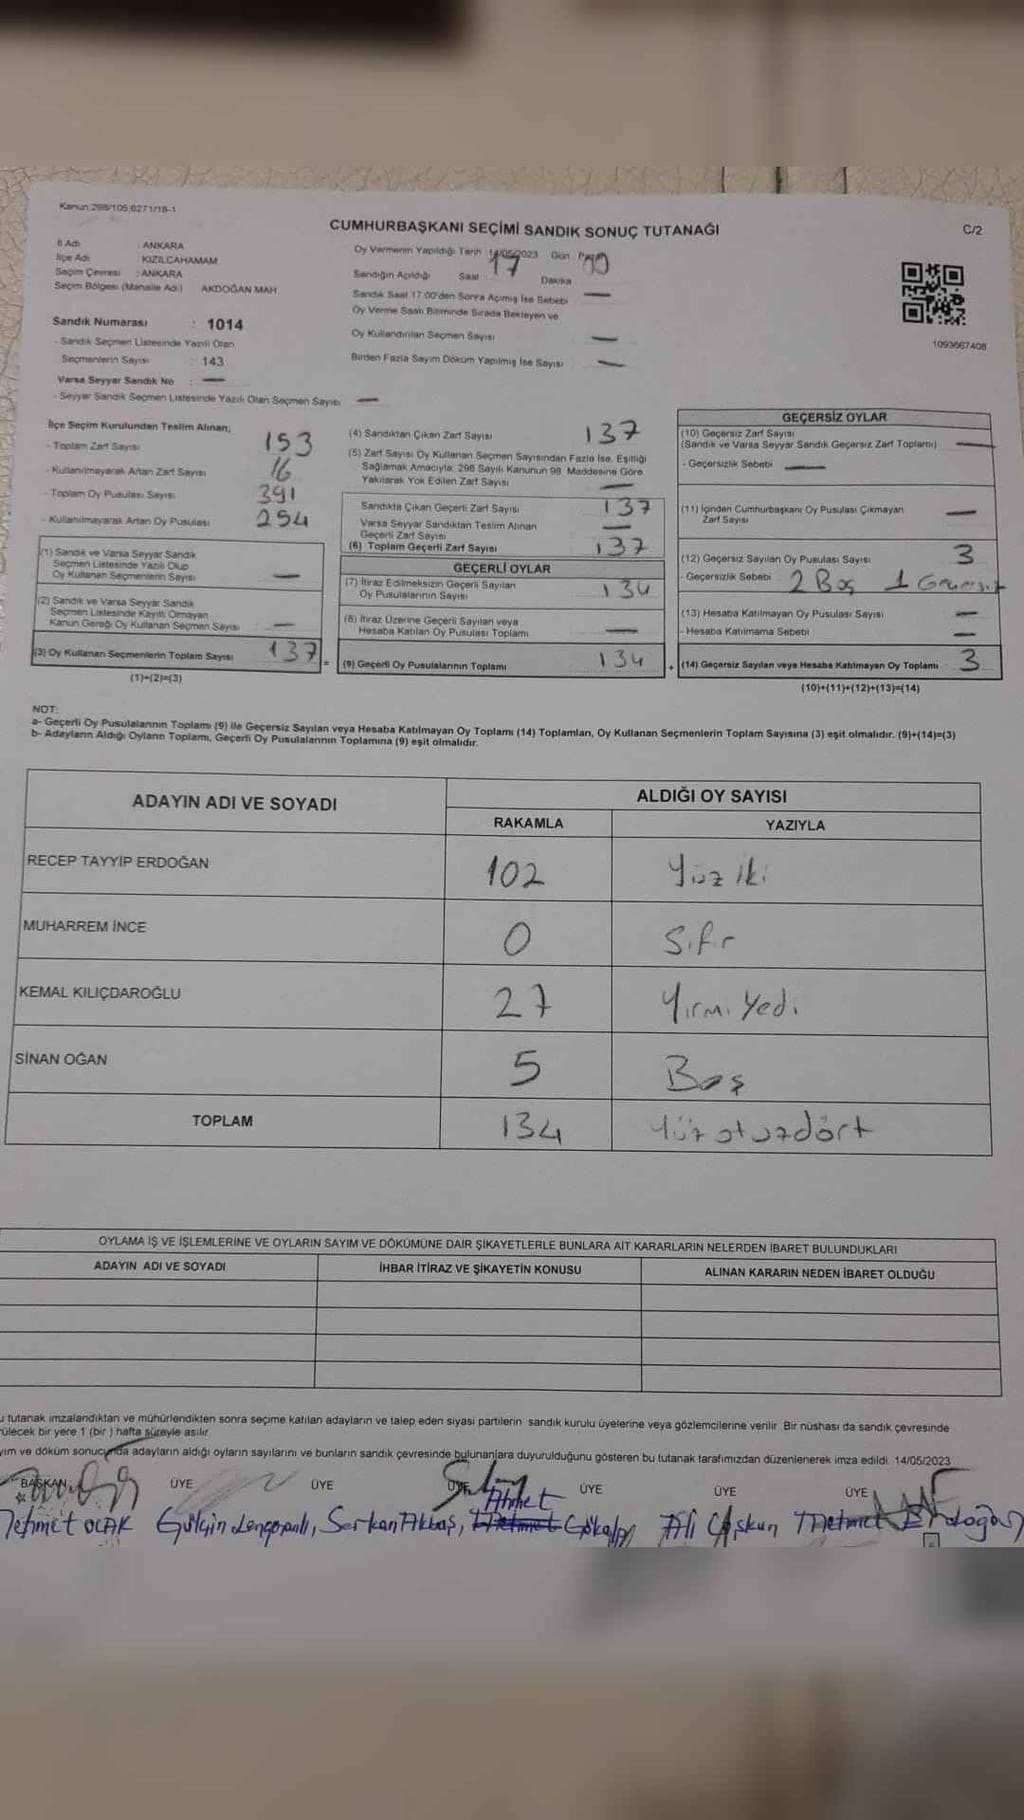 Kanun:298/105;6271/18-1
CUMHURBAŞKANI SEÇİMİ SANDIK SONUÇ TUTANAĞI
C/2
İl Adı ANKARA
İlçe Adı KIZILCAHAMAM
Seçim Çevresi : ANKARA
Seçim Bölgesi (Mahalle Adı) AKDOĞAN MAH.
Sandık Numarası : 1014
- Sandık Seçmen Listesinde Yazılı Olan
Seçmenlerin Sayısı : 143
Varsa Seyyar Sandık No : —
- Seyyar Sandık Seçmen Listesinde Yazılı Olan Seçmen Sayısı —
Oy Vermenin Yapıldığı Tarih 14/05/2023 Gün Pazar
Sandığın Açıldığı Saat 17 Dakika
Sandık Saat 17.00'den Sonra Açılmış İse Sebebi —
Oy Verme Saati Bitiminde Sırada Bekleyen ve
Oy Kullandırılan Seçmen Sayısı —
Birden Fazla Sayım Döküm Yapılmış İse Sayısı —
1093667408
İlçe Seçim Kurulundan Teslim Alınan;
- Toplam Zarf Sayısı 153
- Kullanılmayarak Artan Zarf Sayısı 16
- Toplam Oy Pusulası Sayısı 391
- Kullanılmayarak Artan Oy Pusulası 254
(1) Sandık ve Varsa Seyyar Sandık
Seçmen Listesinde Yazılı Olup
Oy Kullanan Seçmenlerin Sayısı —
(2) Sandık ve Varsa Seyyar Sandık
Seçmen Listesinde Kayıtlı Olmayan
Kanun Gereği Oy Kullanan Seçmen Sayısı —
(3) Oy Kullanan Seçmenlerin Toplam Sayısı 137 =
(1)+(2)=(3)
(4) Sandıktan Çıkan Zarf Sayısı 137
(5) Zarf Sayısı Oy Kullanan Seçmen Sayısından Fazla İse, Eşitliği
Sağlamak Amacıyla, 298 Sayılı Kanunun 98. Maddesine Göre
Yakılarak Yok Edilen Zarf Sayısı —
Sandıkta Çıkan Geçerli Zarf Sayısı 137
Varsa Seyyar Sandıktan Teslim Alınan
Geçerli Zarf Sayısı —
(6) Toplam Geçerli Zarf Sayısı 137
GEÇERLİ OYLAR
(7) İtiraz Edilmeksizin Geçerli Sayılan
Oy Pusulalarının Sayısı 134
(8) İtiraz Üzerine Geçerli Sayılan veya
Hesaba Katılan Oy Pusulası Toplamı —
(9) Geçerli Oy Pusulalarının Toplamı 134 +
GEÇERSİZ OYLAR
(10) Geçersiz Zarf Sayısı
(Sandık ve Varsa Seyyar Sandık Geçersiz Zarf Toplamı) —
- Geçersizlik Sebebi —
(11) İçinden Cumhurbaşkanı Oy Pusulası Çıkmayan
Zarf Sayısı —
(12) Geçersiz Sayılan Oy Pusulası Sayısı 3
- Geçersizlik Sebebi 2 Boş 1 Geçersiz
(13) Hesaba Katılmayan Oy Pusulası Sayısı —
- Hesaba Katılmama Sebebi —
(14) Geçersiz Sayılan veya Hesaba Katılmayan Oy Toplamı 3
(10)+(11)+(12)+(13)=(14)
NOT:
a- Geçerli Oy Pusulalarının Toplamı (9) ile Geçersiz Sayılan veya Hesaba Katılmayan Oy Toplamı (14) Toplamları, Oy Kullanan Seçmenlerin Toplam Sayısına (3) eşit olmalıdır. (9)+(14)=(3)
b- Adayların Aldığı Oyların Toplamı, Geçerli Oy Pusulalarının Toplamına (9) eşit olmalıdır.
ADAYIN ADI VE SOYADI
ALDIĞI OY SAYISI
RAKAMLA YAZIYLA
RECEP TAYYİP ERDOĞAN 102 Yüz iki
MUHARREM İNCE 0 Sıfır
KEMAL KILIÇDAROĞLU 27 Yirmi Yedi
SİNAN OĞAN 5 Beş
TOPLAM 134 Yüz otuzdört
OYLAMA İŞ VE İŞLEMLERİNE VE OYLARIN SAYIM VE DÖKÜMÜNE DAİR ŞİKAYETLERLE BUNLARA AİT KARARLARIN NELERDEN İBARET BULUNDUKLARI
ADAYIN ADI VE SOYADI İHBAR İTİRAZ VE ŞİKAYETİN KONUSU ALINAN KARARIN NEDEN İBARET OLDUĞU
u tutanak imzalandıktan ve mühürlendikten sonra seçime katılan adayların ve talep eden siyasi partilerin sandık kurulu üyelerine veya gözlemcilerine verilir. Bir nüshası da sandık çevresinde
rülecek bir yere 1 (bir) hafta süreyle asılır.
yım ve döküm sonucunda adayların aldığı oyların sayılarını ve bunların sandık çevresinde bulunanlara duyurulduğunu gösteren bu tutanak tarafımızdan düzenlenerek imza edildi. 14/05/2023
BAŞKAN ÜYE ÜYE ÜYE ÜYE ÜYE ÜYE
Ahmet
Mehmet OCAK Gülçin Serkan Akbaş, Mehmet Gökalp Ali Coşkun Mehmet Erdoğan